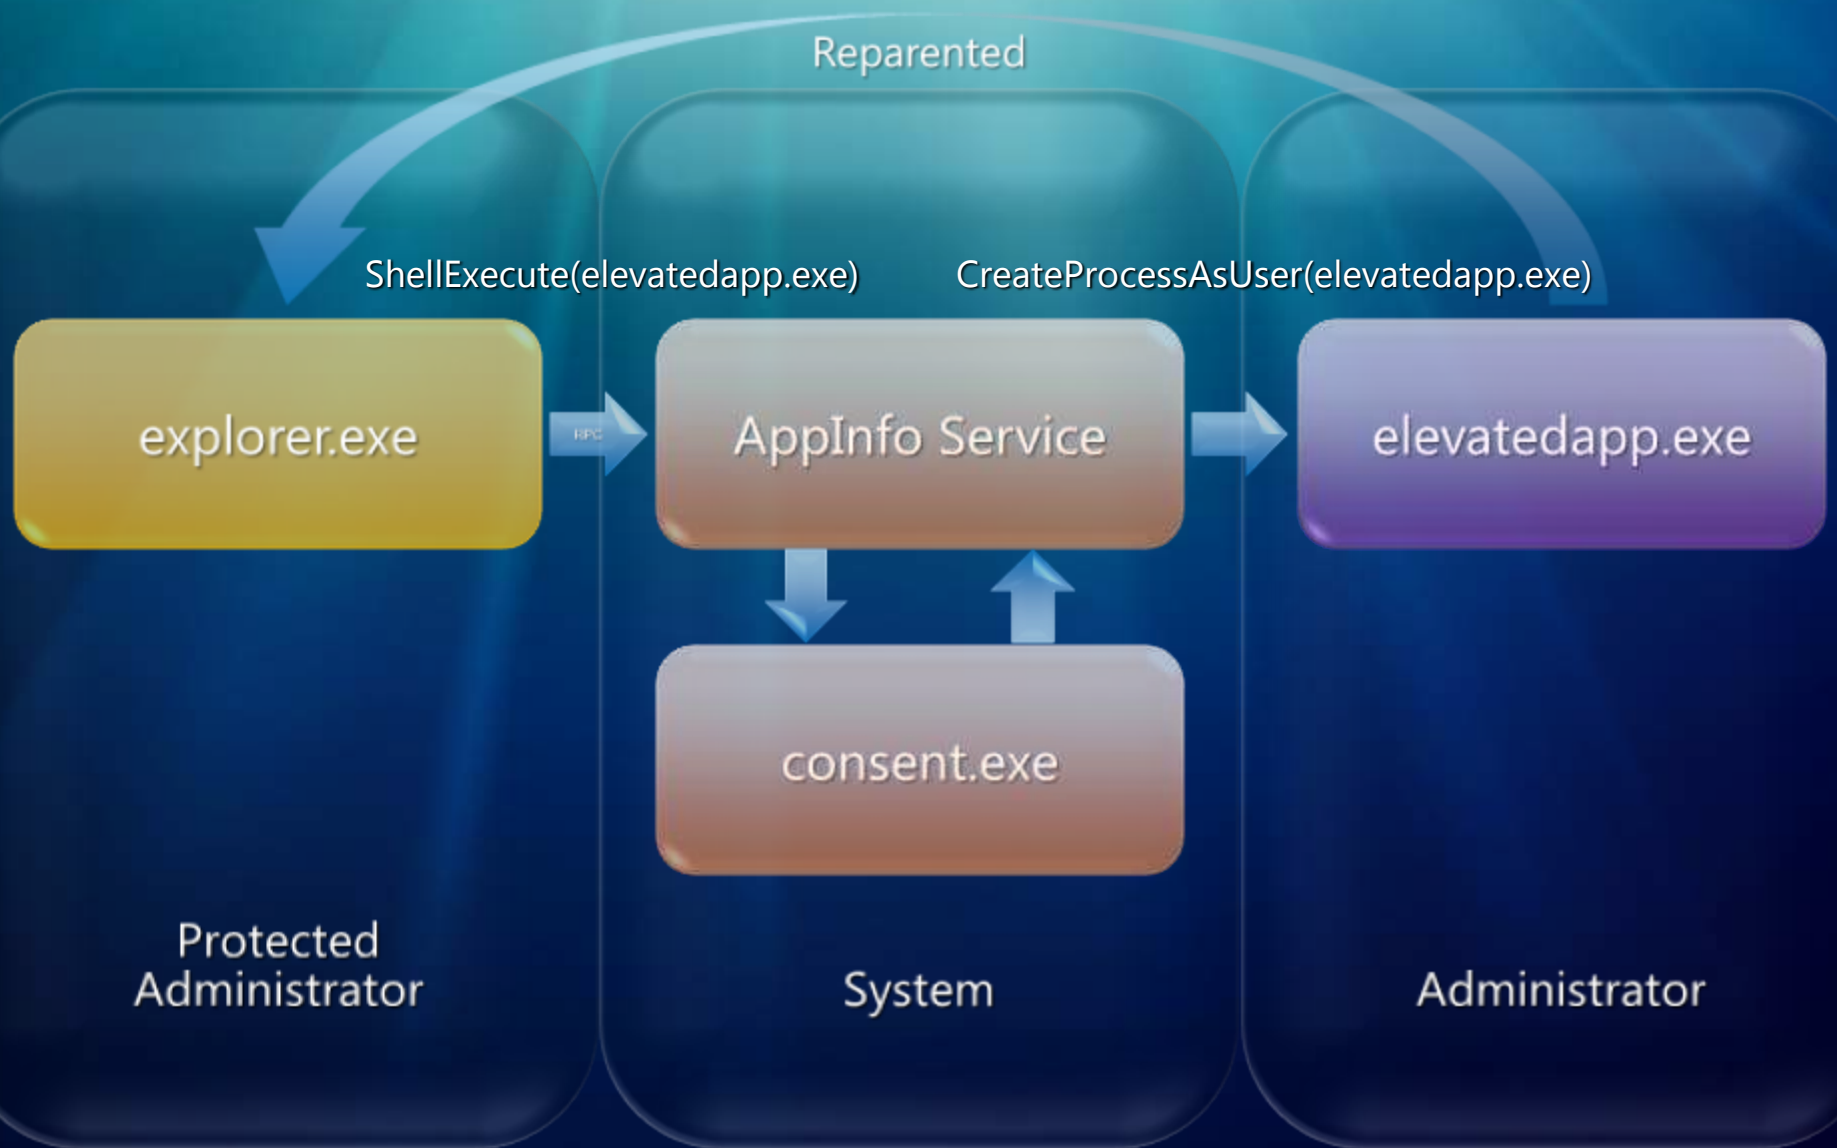 Reparented
ShellExecute(elevatedapp.exe)
CreateProcessAsUser(elevatedapp.exe)
explorer.exe
RPC
AppInfo Service
elevatedapp.exe
consent.exe
Protected
Administrator
System
Administrator